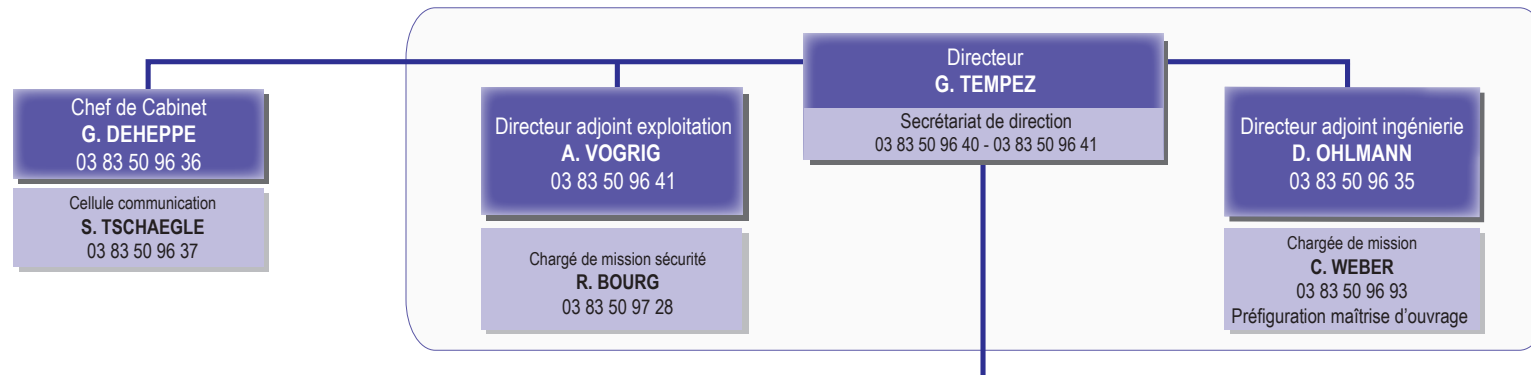 Directeur
G. TEMPEZ
Secrétariat de direction
03 83 50 96 40 - 03 83 50 96 41
Chef de Cabinet
G. DEHEPPE
03 83 50 96 36
Cellule communication
S. TSCHAEGLE
03 83 50 96 37
Directeur adjoint exploitation
A. VOGRIG
03 83 50 96 41
Chargé de mission sécurité
R. BOURG
03 83 50 97 28
Directeur adjoint ingénierie
D. OHLMANN
03 83 50 96 35
Chargée de mission
C. WEBER
03 83 50 96 93
Préfiguration maîtrise d’ouvrage